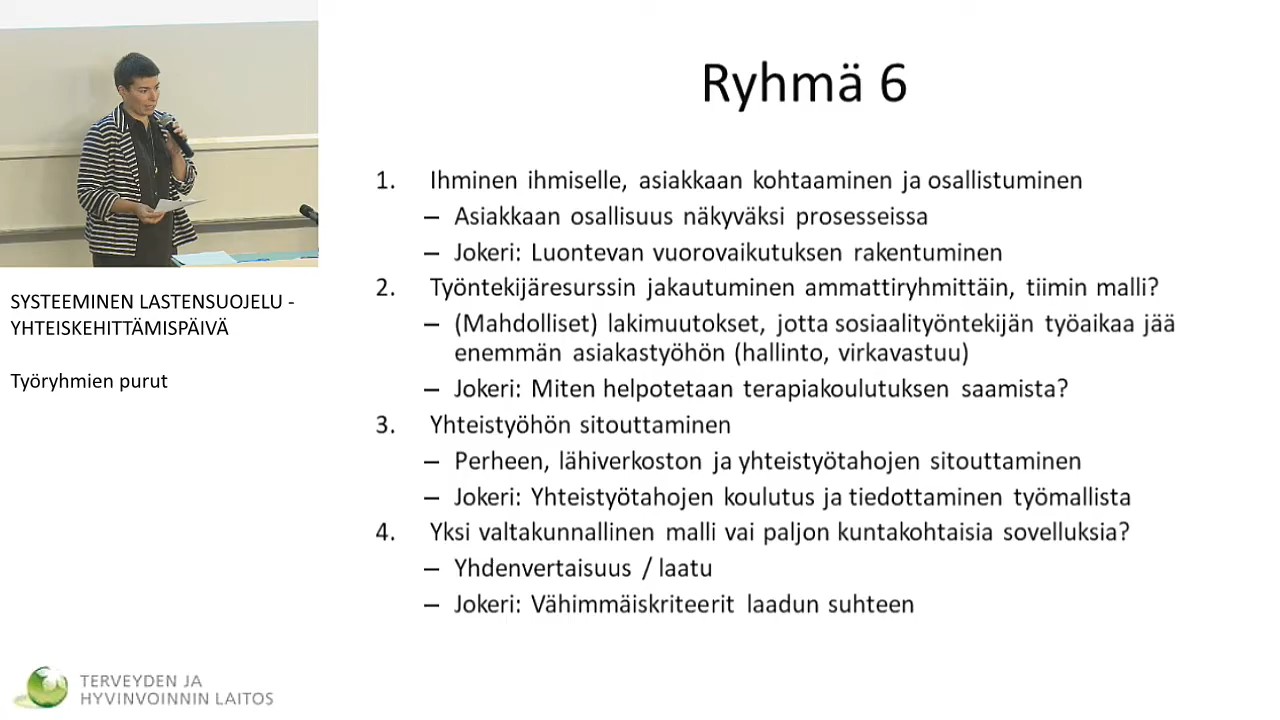 Ryhmä 6
1. Ihminen ihmiselle, asiakkaan kohtaaminen ja osallistuminen
– Asiakkaan osallisuus näkyväksi prosesseissa
– Jokeri: Luontevan vuorovaikutuksen rakentuminen
2. Työntekijäresurssin jakautuminen ammattiryhmittäin, tiimin malli?
– (Mahdolliset) lakimuutokset, jotta sosiaalityöntekijän työaikaa jää
enemmän asiakastyöhön (hallinto, virkavastuu)
– Jokeri: Miten helpotetaan terapiakoulutuksen saamista?
3. Yhteistyöhön sitouttaminen
– Perheen, lähiverkoston ja yhteistyötahojen sitouttaminen
– Jokeri: Yhteistyötahojen koulutus ja tiedottaminen työmallista
4. Yksi valtakunnallinen malli vai paljon kuntakohtaisia sovelluksia?
– Yhdenvertaisuus / laatu
– Jokeri: Vähimmäiskriteerit laadun suhteen
SYSTEEMINEN LASTENSUOJELU -
YHTEISKEHITTÄMISPÄIVÄ
Työryhmien purut
TERVEYDEN JA
HYVINVOINNIN LAITOS